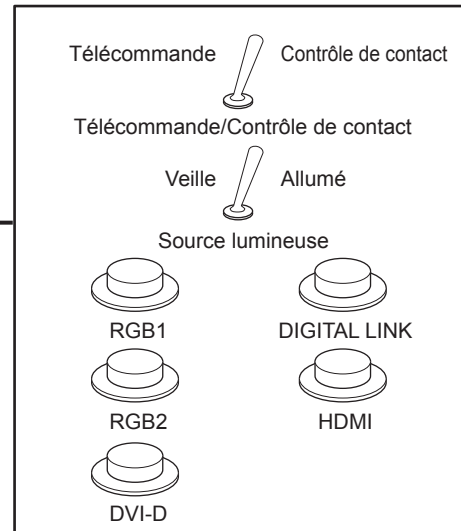 Télécommande Contrôle de contact
Télécommande/Contrôle de contact
Veille Allumé
Source lumineuse
RGB1 DIGITAL LINK
RGB2 HDMI
DVI-D